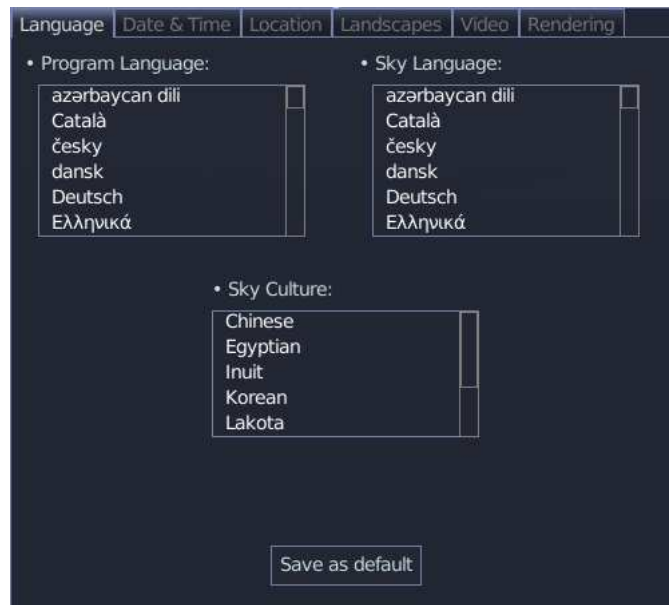 Language Date & Time Location Landscapes Video Rendering
• Program Language:
azərbaycan dili
Català
česky
dansk
Deutsch
Ελληνικά
• Sky Language:
azərbaycan dili
Català
česky
dansk
Deutsch
Ελληνικά
• Sky Culture:
Chinese
Egyptian
Inuit
Korean
Lakota
Save as default